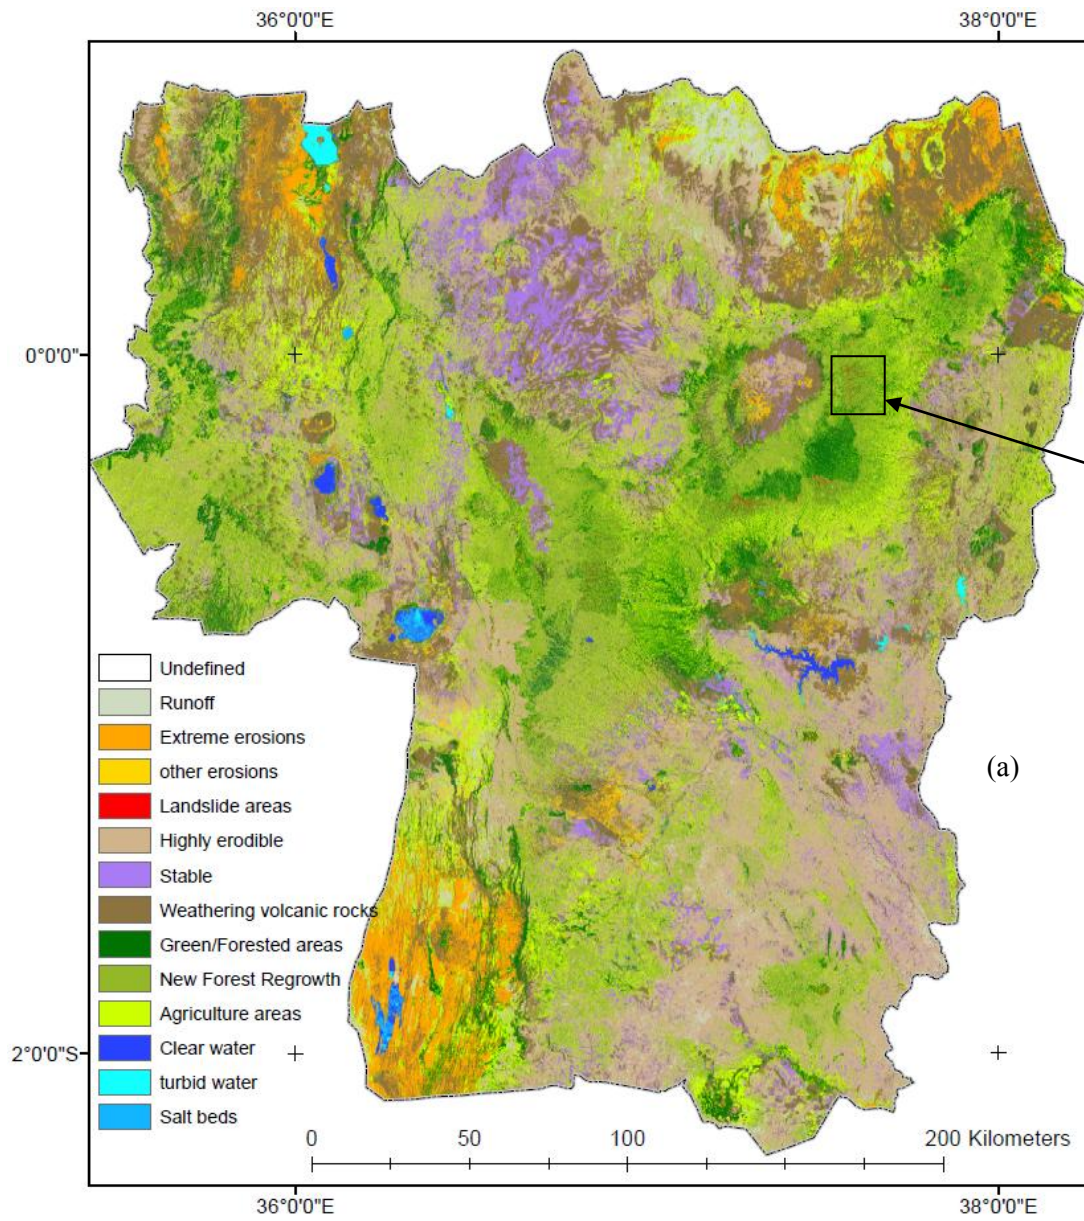 36°0'0"E
38°0'0"E
0°0'0"
(a)
Undefined
Runoff
Extreme erosions
other erosions
Landslide areas
Highly erodible
Stable
Weathering volcanic rocks
Green/Forested areas
New Forest Regrowth
Agriculture areas
Clear water
turbid water
Salt beds
2°0'0"S
0 50 100 200 Kilometers
36°0'0"E
38°0'0"E